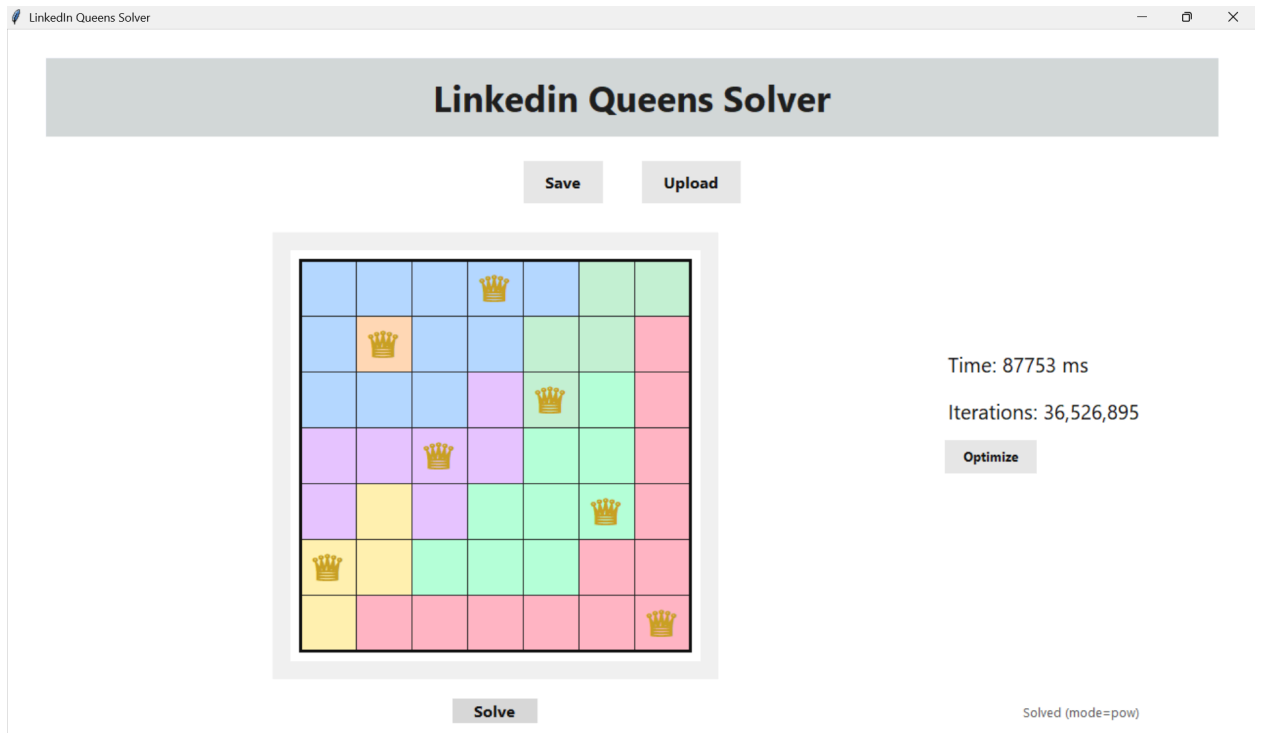 LinkedIn Queens Solver
Linkedin Queens Solver
Save Upload
Time: 87753 ms
Iterations: 36,526,895
Optimize
Solve
Solved (mode=pow)